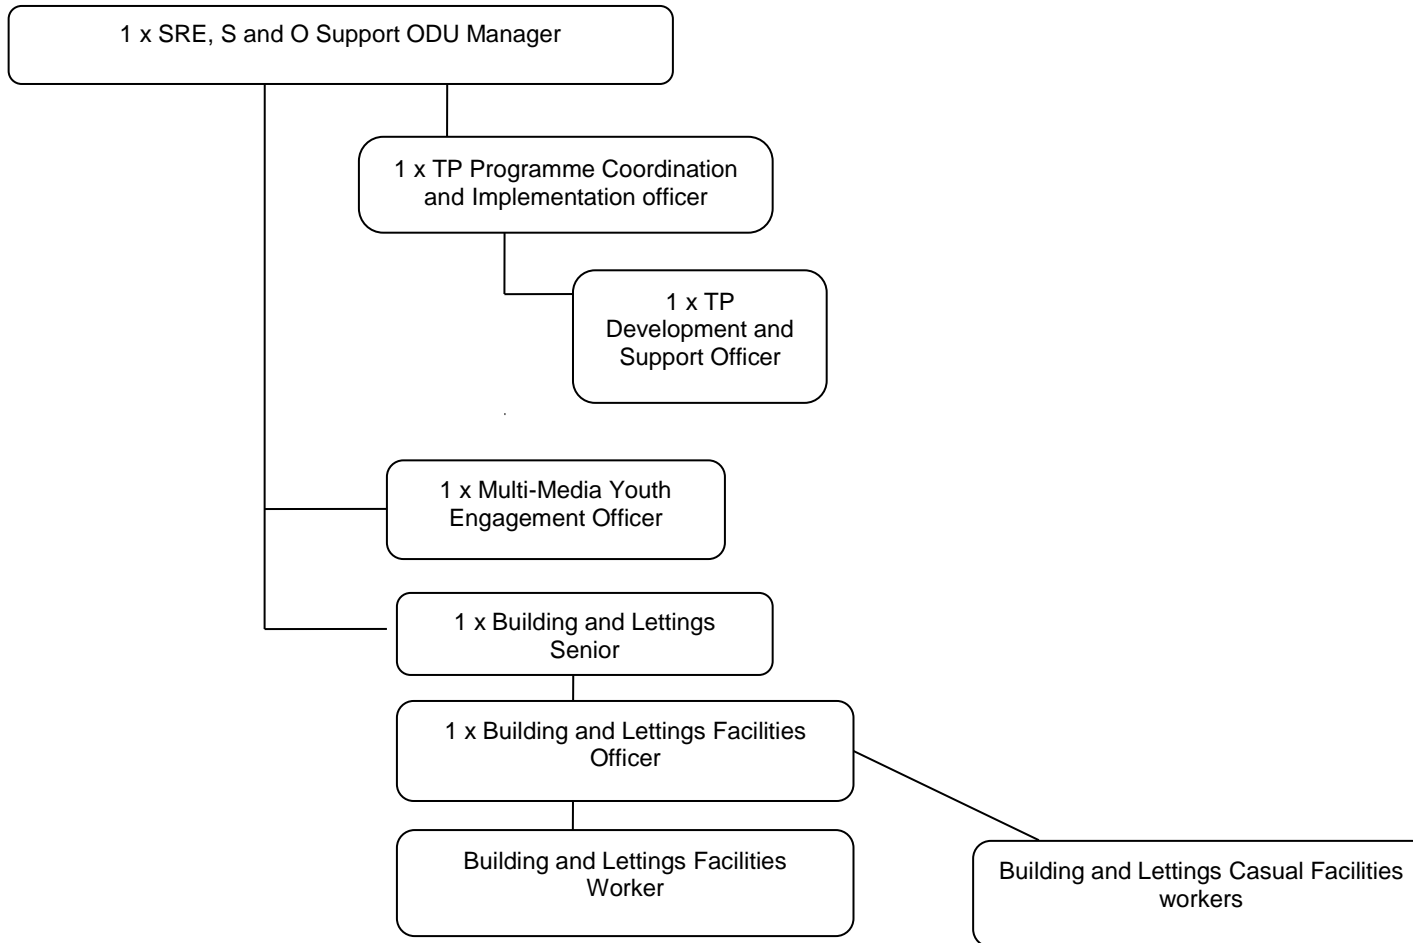 1 x SRE, S and O Support ODU Manager
1 x TP Programme Coordination
and Implementation officer
1 x TP
Development and
Support Officer
1 x Multi-Media Youth
Engagement Officer
1 x Building and Lettings
Senior
1 x Building and Lettings Facilities
Officer
Building and Lettings Facilities
Worker
Building and Lettings Casual Facilities
workers